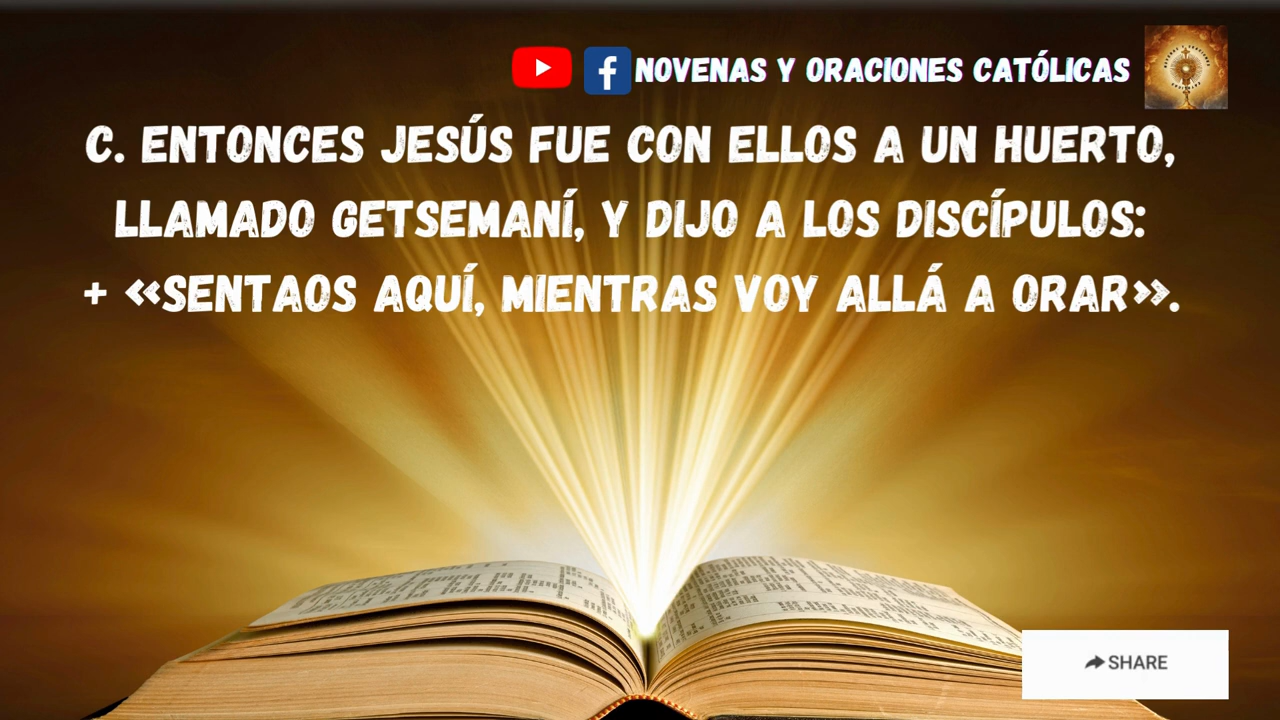 NOVENAS Y ORACIONES CATÓLICAS
C. ENTONCES JESÚS FUE CON ELLOS A UN HUERTO,
LLAMADO GETSEMANÍ, Y DIJO A LOS DISCÍPULOS:
+ «SENTAOS AQUÍ, MIENTRAS VOY ALLÁ A ORAR».
SHARE